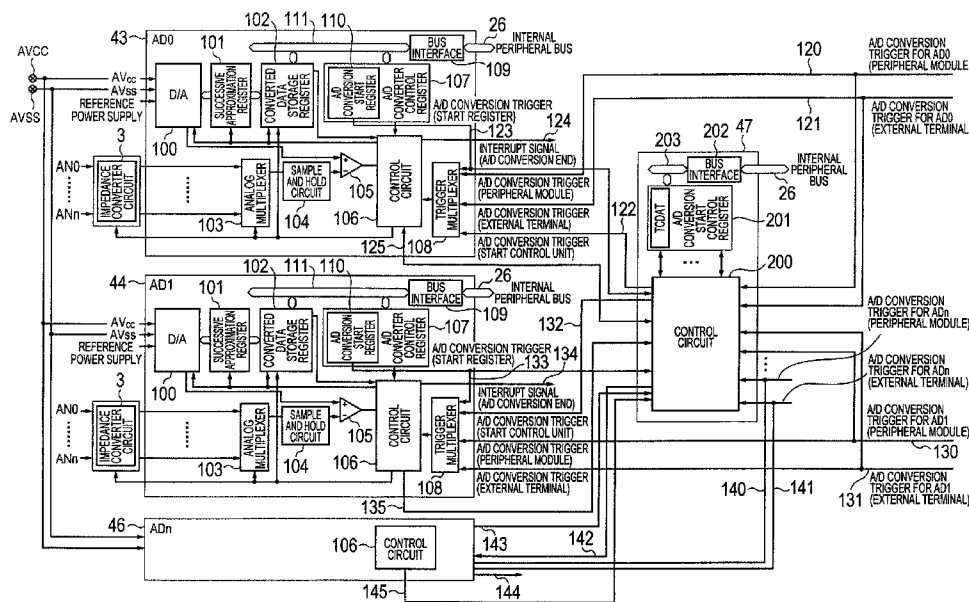 43
AD0
101
102
111
110
26
INTERNAL
PERIPHERAL BUS
BUS
INTERFACE
109
107
AVCC
AVSS
AVcc
AVss
REFERENCE
POWER SUPPLY
D/A
100
SUCCESSIVE
APPROXIMATION
REGISTER
CONVERTED
DATA
STORAGE
REGISTER
A/D
CONVERSION
START
REGISTER
A/D
CONVERTER
CONTROL
REGISTER
A/D CONVERSION TRIGGER
(START REGISTER)
123
124
INTERRUPT SIGNAL
(A/D CONVERSION END)
3
AN0
ANn
IMPEDANCE
CONVERTER
CIRCUIT
103
ANALOG
MULTIPLEXER
SAMPLE
AND HOLD
CIRCUIT
104
105
CONTROL
CIRCUIT
106
TRIGGER
MULTIPLEXER
108
A/D CONVERSION TRIGGER
(PERIPHERAL MODULE)
A/D CONVERSION TRIGGER
(EXTERNAL TERMINAL)
A/D CONVERSION TRIGGER
(START CONTROL UNIT)
125
122
120
A/D CONVERSION
TRIGGER FOR AD0
(PERIPHERAL MODULE)
121
A/D CONVERSION
TRIGGER FOR AD0
(EXTERNAL TERMINAL)
203
202
47
BUS
INTERFACE
INTERNAL
PERIPHERAL BUS
26
TCDAT
A/D
CONVERSION
START
CONTROL
REGISTER
201
200
CONTROL
CIRCUIT
A/D CONVERSION
TRIGGER FOR ADn
(PERIPHERAL MODULE)
A/D CONVERSION
TRIGGER FOR ADn
(EXTERNAL TERMINAL)
A/D CONVERSION
TRIGGER FOR AD1
(PERIPHERAL MODULE)
130
A/D CONVERSION
TRIGGER FOR AD1
(EXTERNAL TERMINAL)
131
140
141
44
AD1
101
102
111
110
26
INTERNAL
PERIPHERAL BUS
BUS
INTERFACE
109
107
132
AVcc
AVss
REFERENCE
POWER SUPPLY
D/A
100
SUCCESSIVE
APPROXIMATION
REGISTER
CONVERTED
DATA
STORAGE
REGISTER
A/D
CONVERSION
START
REGISTER
A/D
CONVERTER
CONTROL
REGISTER
A/D CONVERSION TRIGGER
(START REGISTER)
133
134
INTERRUPT SIGNAL
(A/D CONVERSION END)
3
AN0
ANn
IMPEDANCE
CONVERTER
CIRCUIT
103
ANALOG
MULTIPLEXER
SAMPLE
AND HOLD
CIRCUIT
104
105
CONTROL
CIRCUIT
106
TRIGGER
MULTIPLEXER
108
A/D CONVERSION TRIGGER
(START CONTROL UNIT)
A/D CONVERSION TRIGGER
(PERIPHERAL MODULE)
A/D CONVERSION TRIGGER
(EXTERNAL TERMINAL)
135
46
ADn
106
CONTROL
CIRCUIT
143
142
144
145